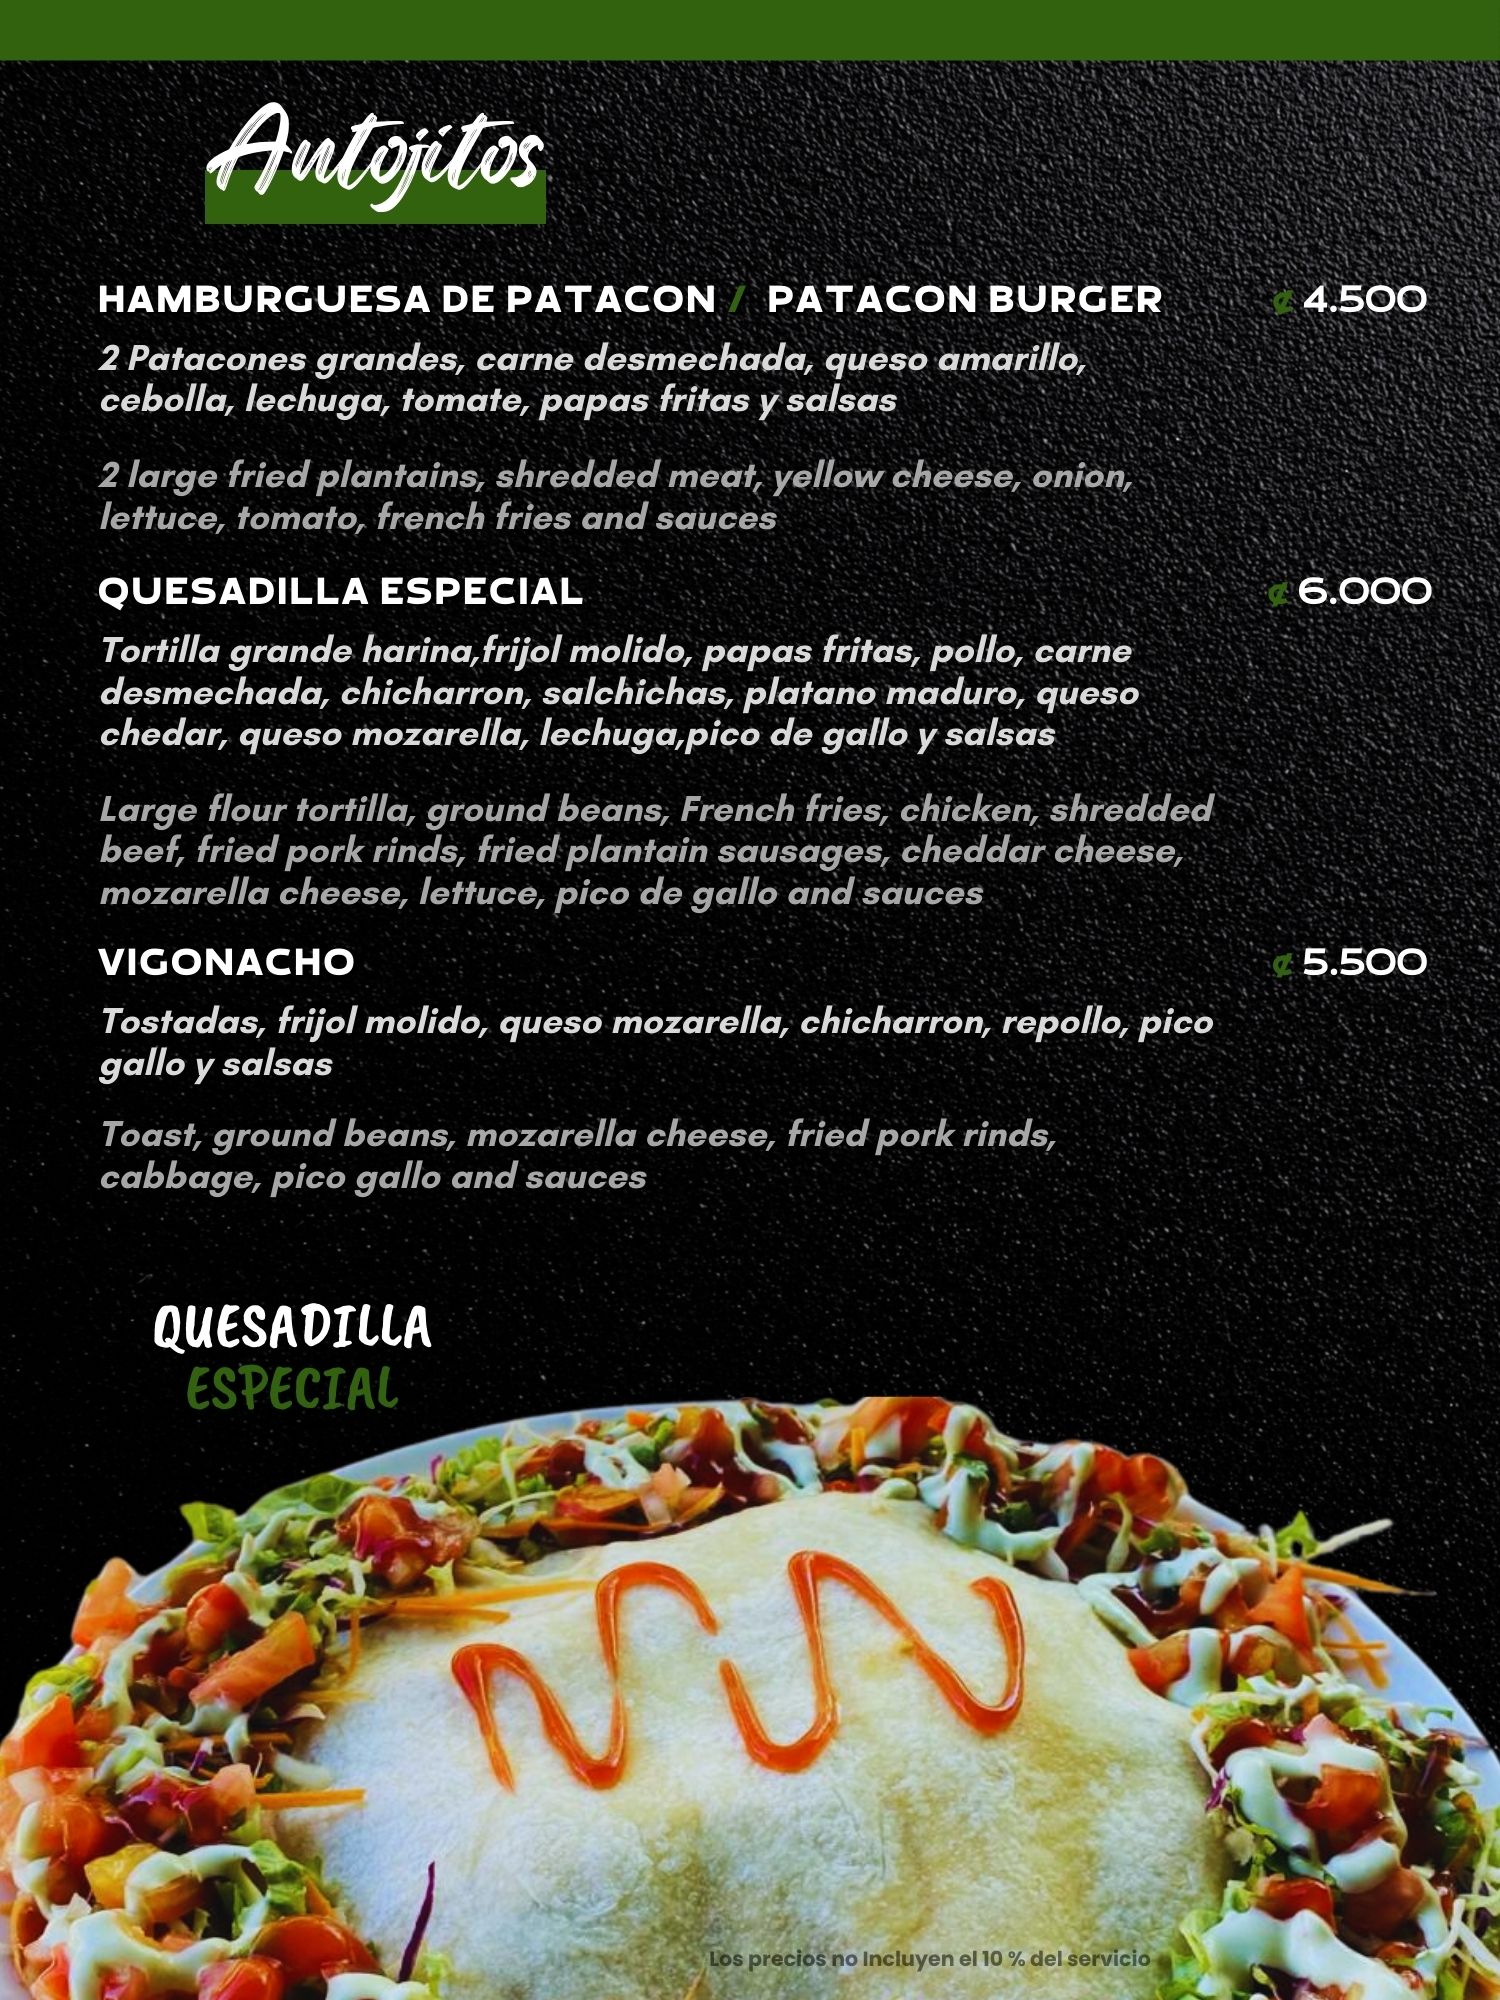 Antojitos
HAMBURGUESA DE PATACON / PATACON BURGER ₡ 4.500
2 Patacones grandes, carne desmechada, queso amarillo,
cebolla, lechuga, tomate, papas fritas y salsas
2 large fried plantains, shredded meat, yellow cheese, onion,
lettuce, tomato, french fries and sauces
QUESADILLA ESPECIAL ₡ 6.000
Tortilla grande harina,frijol molido, papas fritas, pollo, carne
desmechada, chicharron, salchichas, platano maduro, queso
chedar, queso mozarella, lechuga,pico de gallo y salsas
Large flour tortilla, ground beans, French fries, chicken, shredded
beef, fried pork rinds, fried plantain sausages, cheddar cheese,
mozarella cheese, lettuce, pico de gallo and sauces
VIGONACHO ₡ 5.500
Tostadas, frijol molido, queso mozarella, chicharron, repollo, pico
gallo y salsas
Toast, ground beans, mozarella cheese, fried pork rinds,
cabbage, pico gallo and sauces
QUESADILLA
ESPECIAL
Los precios no Incluyen el 10 % del servicio